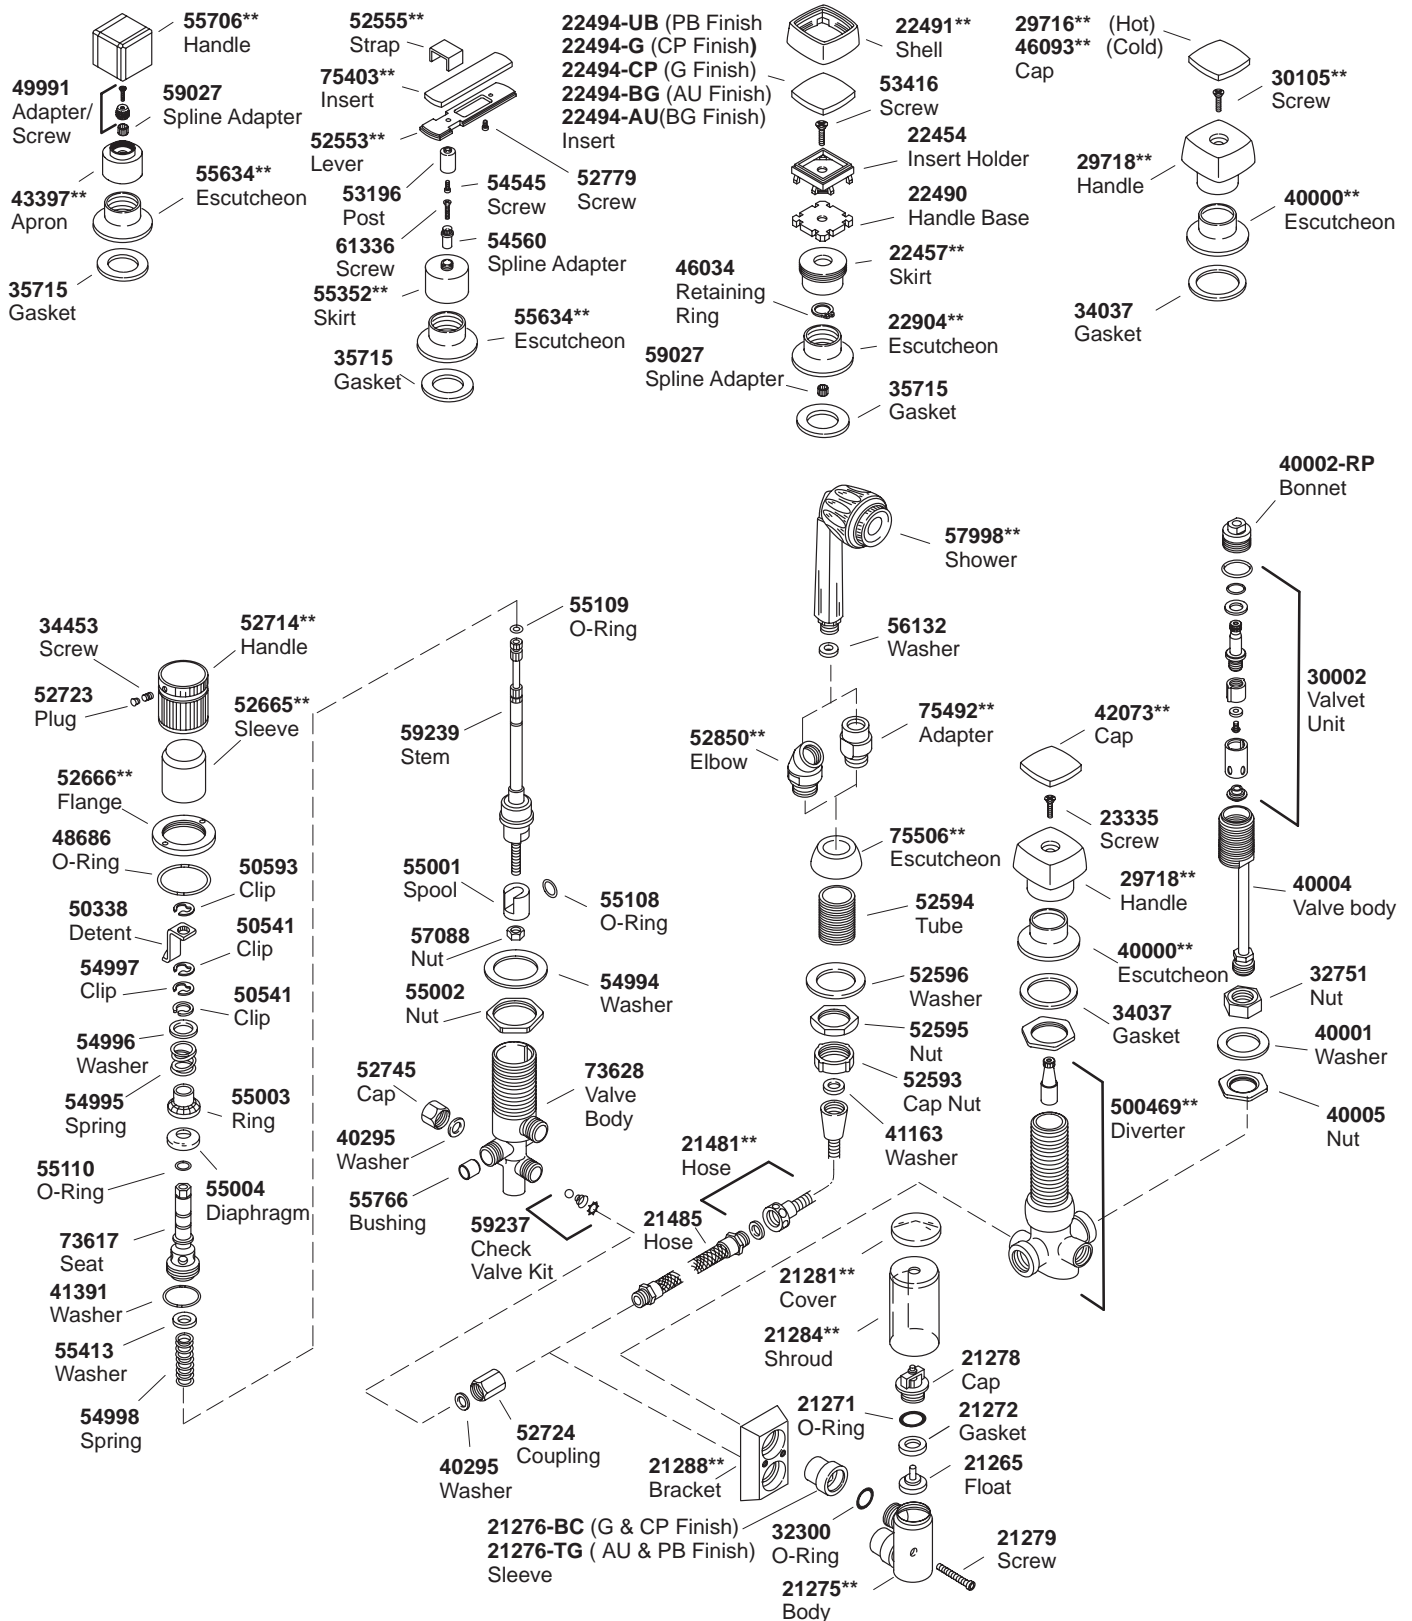 55706**
Handle
49991
Adapter/
Screw
59027
Spline Adapter
43397**
Apron
55634**
Escutcheon
35715
Gasket
52555**
Strap
75403**
Insert
52553**
Lever
53196
Post
54545
Screw
52779
Screw
61336
Screw
54560
Spline Adapter
55352**
Skirt
55634**
Escutcheon
35715
Gasket
22494-UB (PB Finish
22494-G (CP Finish)
22494-CP (G Finish)
22494-BG (AU Finish)
22494-AU(BG Finish)
Insert
22491**
Shell
53416
Screw
22454
Insert Holder
22490
Handle Base
22457**
Skirt
46034
Retaining
Ring
22904**
Escutcheon
59027
Spline Adapter
35715
Gasket
29716** (Hot)
46093** (Cold)
Cap
30105**
Screw
29718**
Handle
40000**
Escutcheon
34037
Gasket
34453
Screw
52714**
Handle
52723
Plug
52665**
Sleeve
52666**
Flange
48686
O-Ring
50593
Clip
50338
Detent
50541
Clip
54997
Clip
50541
Clip
54996
Washer
54995
Spring
55003
Ring
55110
O-Ring
55004
Diaphragm
73617
Seat
41391
Washer
55413
Washer
54998
Spring
55109
O-Ring
59239
Stem
55001
Spool
55108
O-Ring
57088
Nut
54994
Washer
55002
Nut
52745
Cap
73628
Valve
Body
40295
Washer
55766
Bushing
59237
Check
Valve Kit
40295
Washer
52724
Coupling
57998**
Shower
56132
Washer
52850**
Elbow
75492**
Adapter
75506**
Escutcheon
52594
Tube
52596
Washer
52595
Nut
52593
Cap Nut
41163
Washer
21481**
Hose
21485
Hose
21281**
Cover
21284**
Shroud
21278
Cap
21271
O-Ring
21272
Gasket
21265
Float
21288**
Bracket
21276-BC (G & CP Finish)
21276-TG ( AU & PB Finish)
Sleeve
32300
O-Ring
21279
Screw
21275**
Body
42073**
Cap
23335
Screw
29718**
Handle
40000**
Escutcheon
34037
Gasket
500469**
Diverter
40002-RP
Bonnet
30002
Valvet
Unit
40004
Valve body
32751
Nut
40001
Washer
40005
Nut